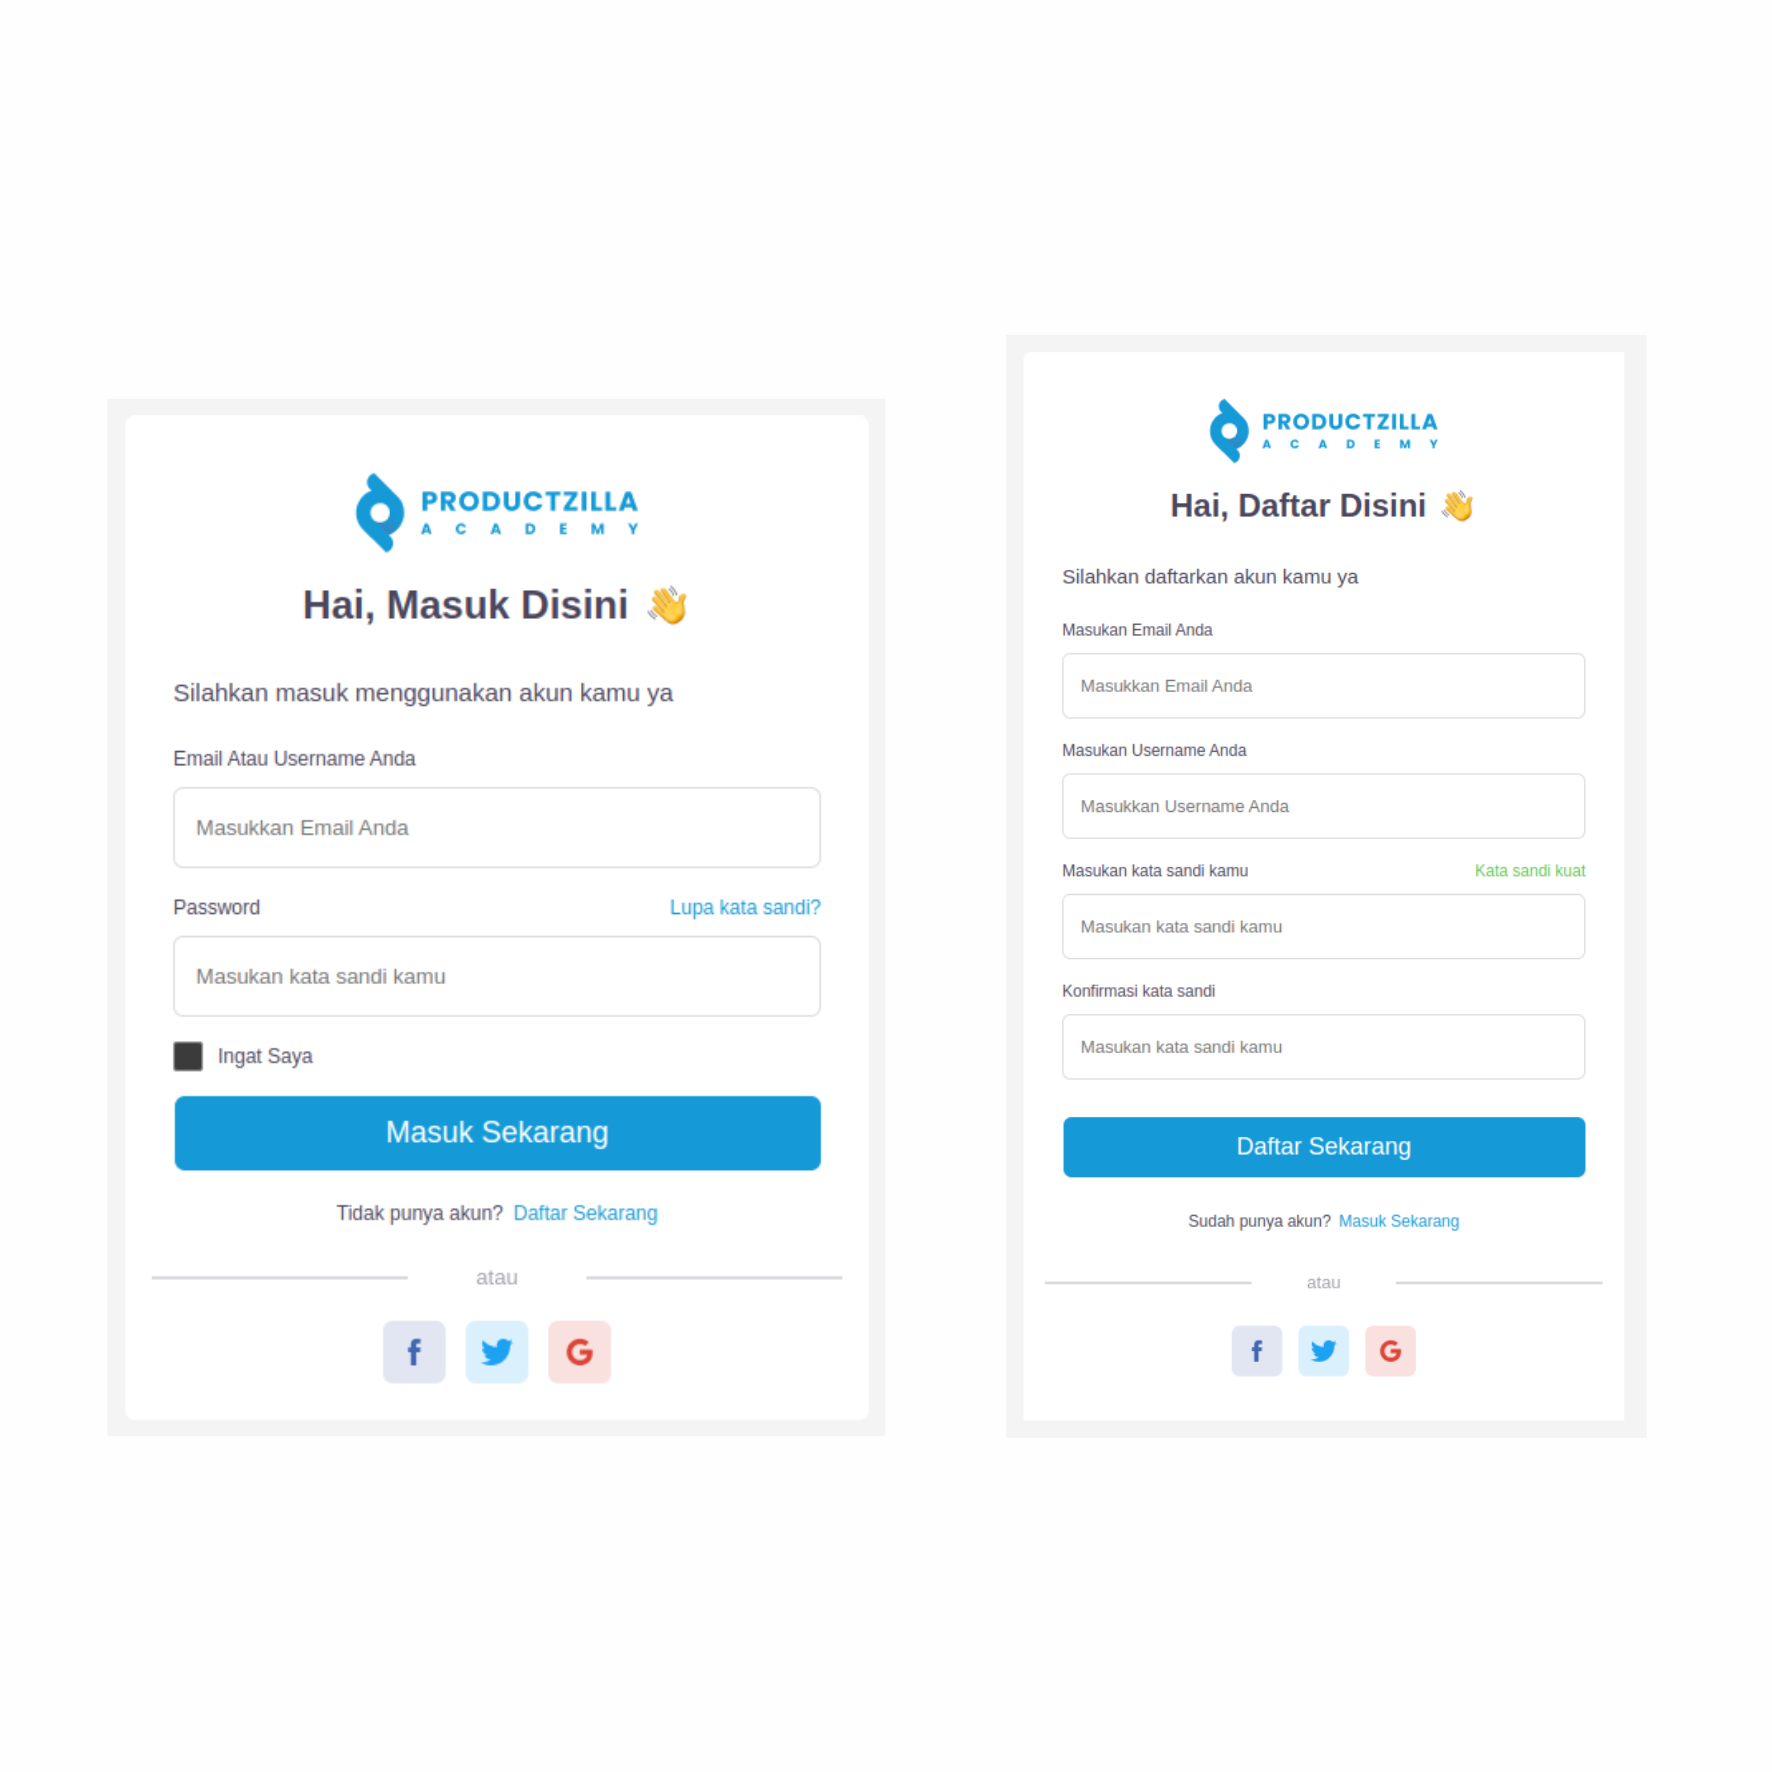 PRODUCTZILLA
ACADEMY
Hai, Masuk Disini 👋
Silahkan masuk menggunakan akun kamu ya
Email Atau Username Anda
Masukkan Email Anda
Password Lupa kata sandi?
Masukan kata sandi kamu
Ingat Saya
Masuk Sekarang
Tidak punya akun? Daftar Sekarang
atau
f G
PRODUCTZILLA
ACADEMY
Hai, Daftar Disini 👋
Silahkan daftarkan akun kamu ya
Masukan Email Anda
Masukkan Email Anda
Masukan Username Anda
Masukkan Username Anda
Masukan kata sandi kamu Kata sandi kuat
Masukan kata sandi kamu
Konfirmasi kata sandi
Masukan kata sandi kamu
Daftar Sekarang
Sudah punya akun? Masuk Sekarang
atau
f G